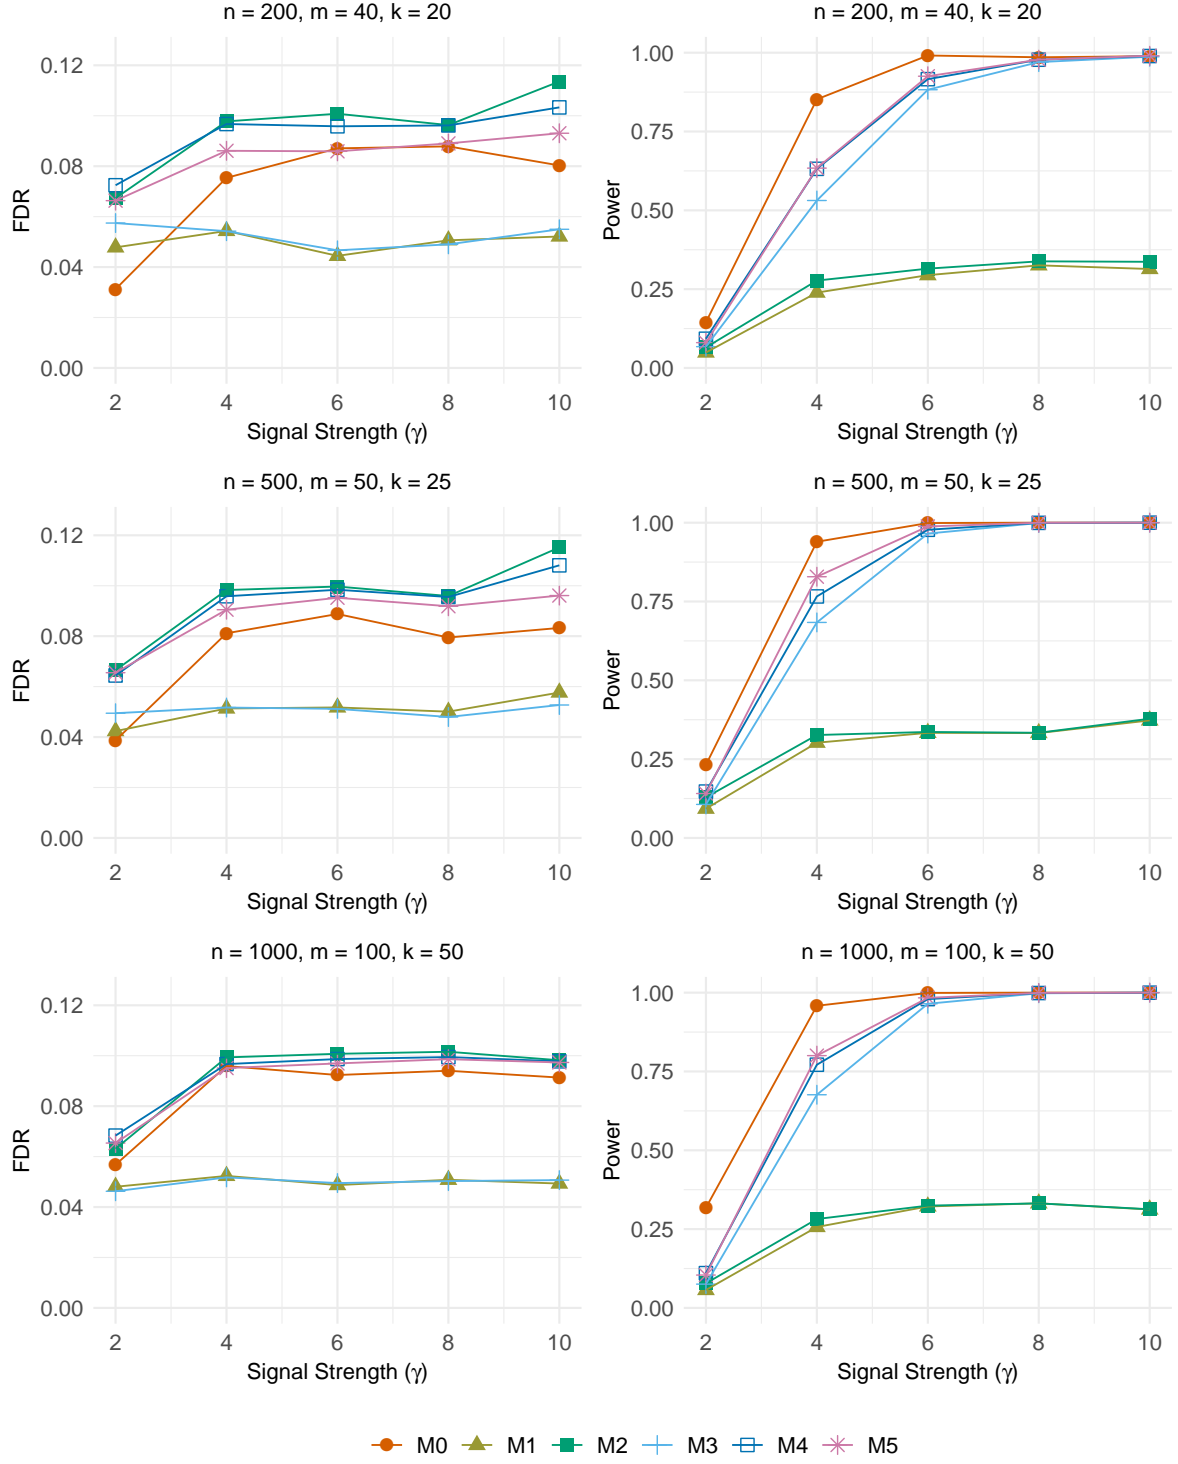 n = 200, m = 40, k = 20
0.12
0.08
0.04
0.00
FDR
2 4 6 8 10
Signal Strength (γ)
n = 200, m = 40, k = 20
1.00
0.75
0.50
0.25
0.00
Power
2 4 6 8 10
Signal Strength (γ)
n = 500, m = 50, k = 25
0.12
0.08
0.04
0.00
FDR
2 4 6 8 10
Signal Strength (γ)
n = 500, m = 50, k = 25
1.00
0.75
0.50
0.25
0.00
Power
2 4 6 8 10
Signal Strength (γ)
n = 1000, m = 100, k = 50
0.12
0.08
0.04
0.00
FDR
2 4 6 8 10
Signal Strength (γ)
n = 1000, m = 100, k = 50
1.00
0.75
0.50
0.25
0.00
Power
2 4 6 8 10
Signal Strength (γ)
M0 M1 M2 M3 M4 M5